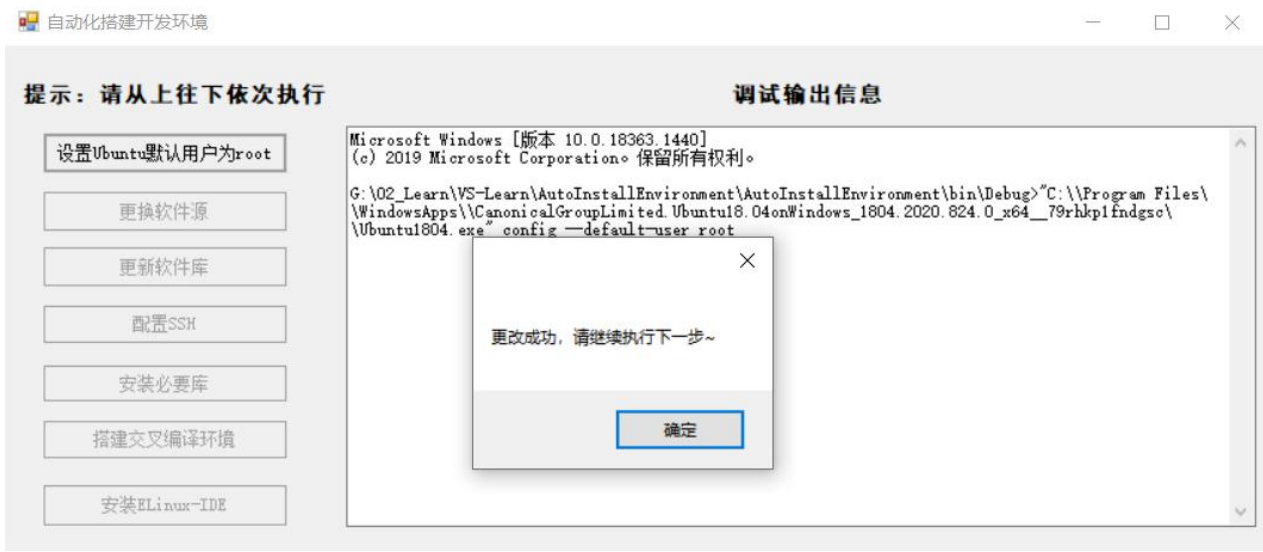 自动化搭建开发环境
提示：请从上往下依次执行
调试输出信息
设置Ubuntu默认用户为root
更换软件源
更新软件库
配置SSH
安装必要库
搭建交叉编译环境
安装ELinux-IDE
Microsoft Windows [版本 10.0.18363.1440]
(c) 2019 Microsoft Corporation。保留所有权利。
G:\02_Learn\VS-Learn\AutoInstallEnvironment\AutoInstallEnvironment\bin\Debug>"C:\\Program Files\
\WindowsApps\\CanonicalGroupLimited.Ubuntu18.04onWindows_1804.2020.824.0_x64__79rhkp1fndgsc\
\Ubuntu1804.exe" config --default-user root
更改成功，请继续执行下一步~
确定